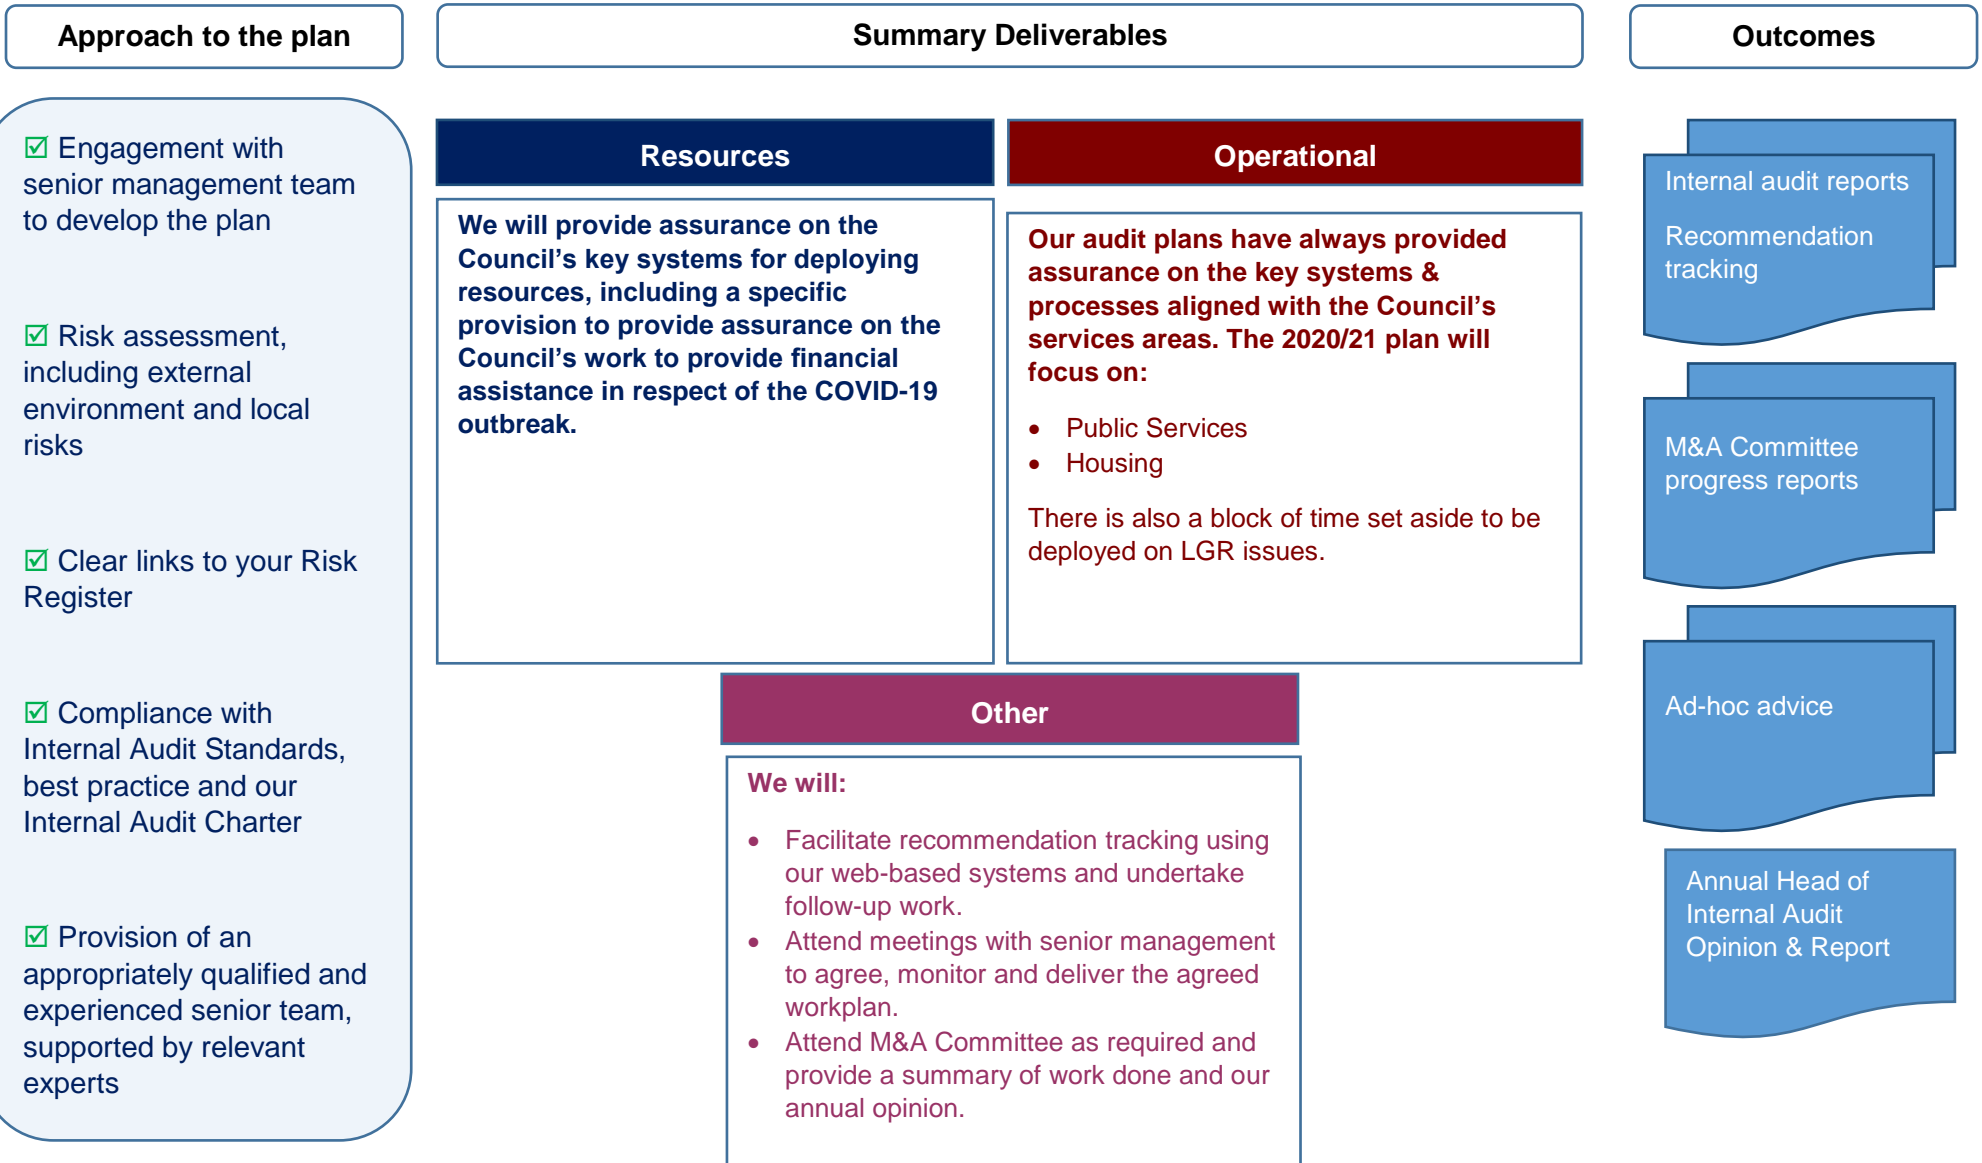 Approach to the plan
Summary Deliverables
Outcomes
☑ Engagement with
senior management team
to develop the plan
☑ Risk assessment,
including external
environment and local
risks
☑ Clear links to your Risk
Register
☑ Compliance with
Internal Audit Standards,
best practice and our
Internal Audit Charter
☑ Provision of an
appropriately qualified and
experienced senior team,
supported by relevant
experts
Resources
We will provide assurance on the
Council’s key systems for deploying
resources, including a specific
provision to provide assurance on the
Council’s work to provide financial
assistance in respect of the COVID-19
outbreak.
Operational
Our audit plans have always provided
assurance on the key systems &
processes aligned with the Council’s
services areas. The 2020/21 plan will
focus on:
• Public Services
• Housing
There is also a block of time set aside to be
deployed on LGR issues.
Other
We will:
• Facilitate recommendation tracking using
our web-based systems and undertake
follow-up work.
• Attend meetings with senior management
to agree, monitor and deliver the agreed
workplan.
• Attend M&A Committee as required and
provide a summary of work done and our
annual opinion.
Internal audit reports
Recommendation
tracking
M&A Committee
progress reports
Ad-hoc advice
Annual Head of
Internal Audit
Opinion & Report